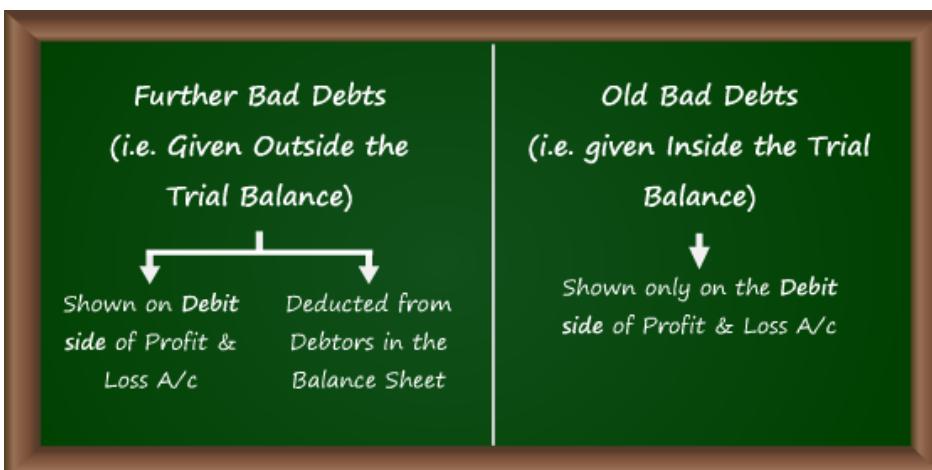 Further Bad Debts
(i.e. Given Outside the
Trial Balance)
Shown on Debit
side of Profit &
Loss A/c
Deducted from
Debtors in the
Balance Sheet
Old Bad Debts
(i.e. given Inside the Trial
Balance)
Shown only on the Debit
side of Profit & Loss A/c